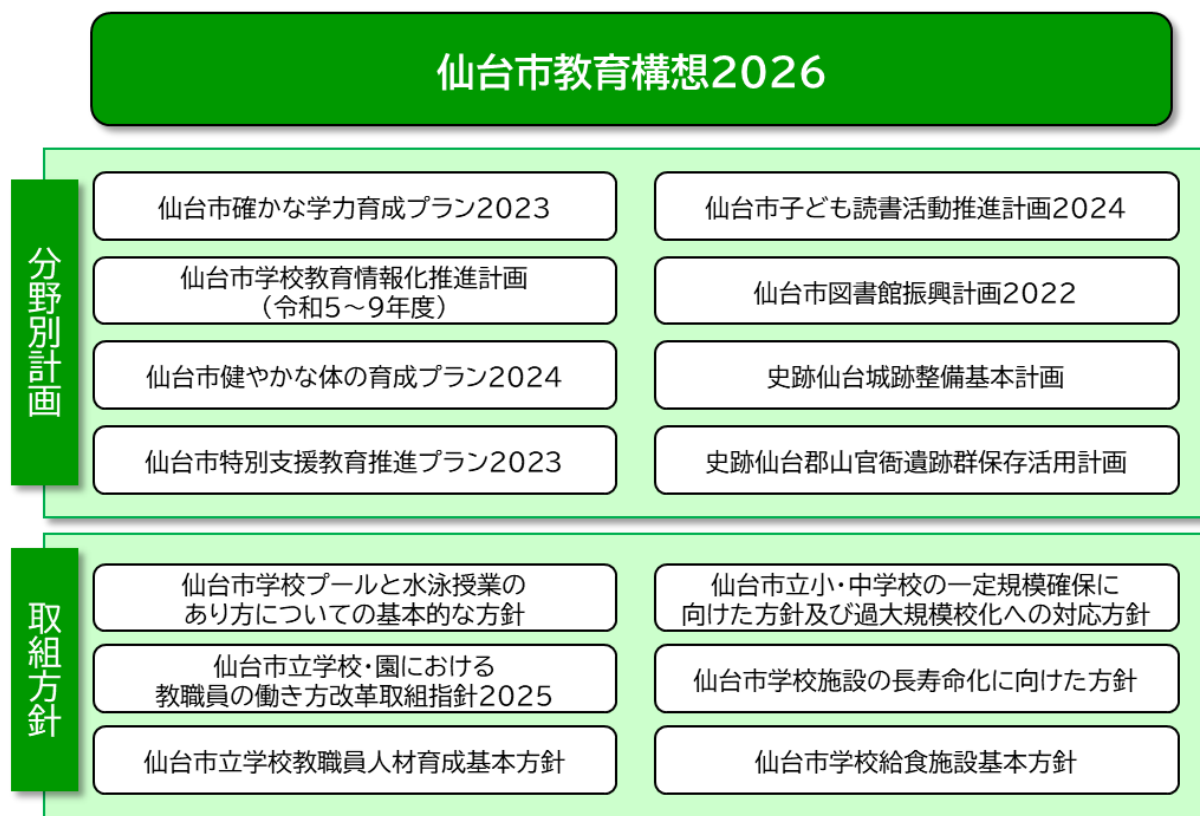 仙台市教育構想2026
分野別計画
仙台市確かな学力育成プラン2023
仙台市子ども読書活動推進計画2024
仙台市学校教育情報化推進計画
（令和5～9年度）
仙台市図書館振興計画2022
仙台市健やかな体の育成プラン2024
史跡仙台城跡整備基本計画
仙台市特別支援教育推進プラン2023
史跡仙台郡山官衙遺跡群保存活用計画
取組方針
仙台市学校プールと水泳授業の
あり方についての基本的な方針
仙台市立小・中学校の一定規模確保に
向けた方針及び過大規模校化への対応方針
仙台市立学校・園における
教職員の働き方改革取組指針2025
仙台市学校施設の長寿命化に向けた方針
仙台市立学校教職員人材育成基本方針
仙台市学校給食施設基本方針